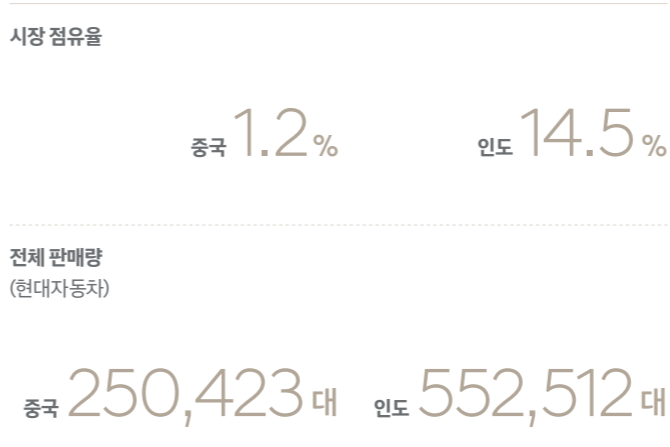 시장 점유율
중국 1.2 % 인도 14.5 %
전체 판매량
(현대자동차)
중국 250,423 대 인도 552,512 대